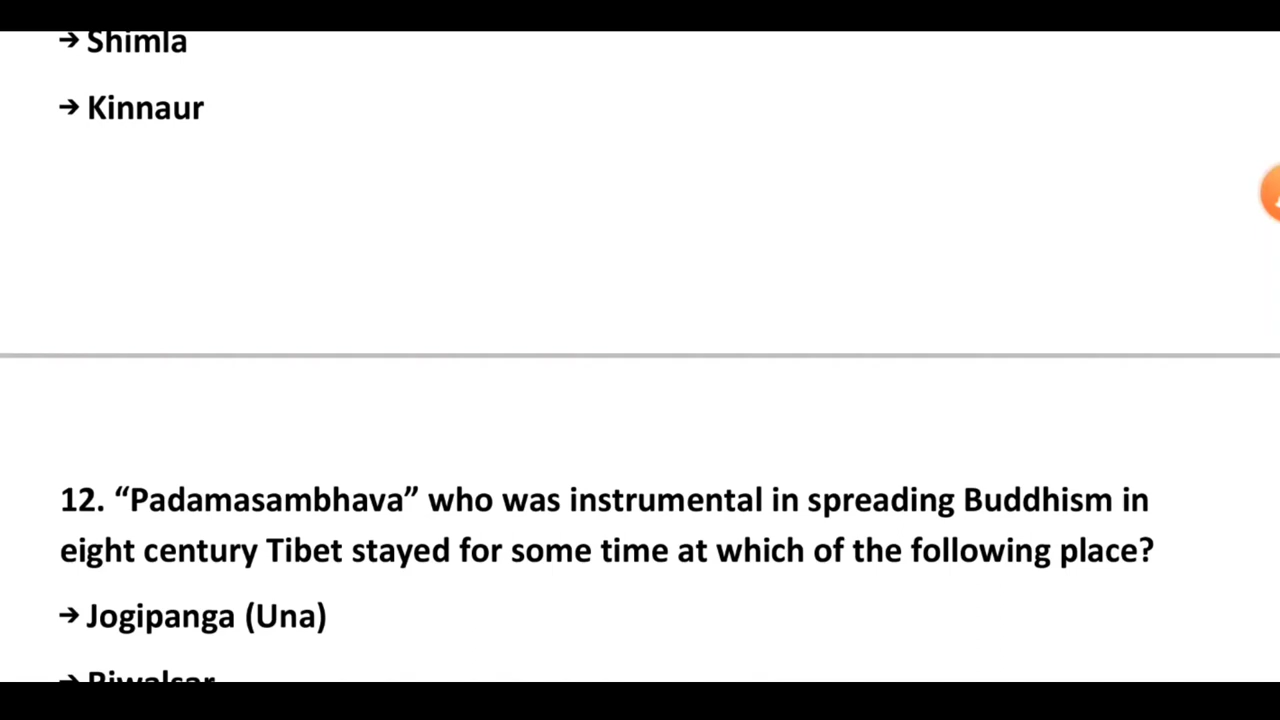 → Shimla
→ Kinnaur
12. “Padamasambhava” who was instrumental in spreading Buddhism in
eight century Tibet stayed for some time at which of the following place?
→ Jogipanga (Una)
→ Riwalsar